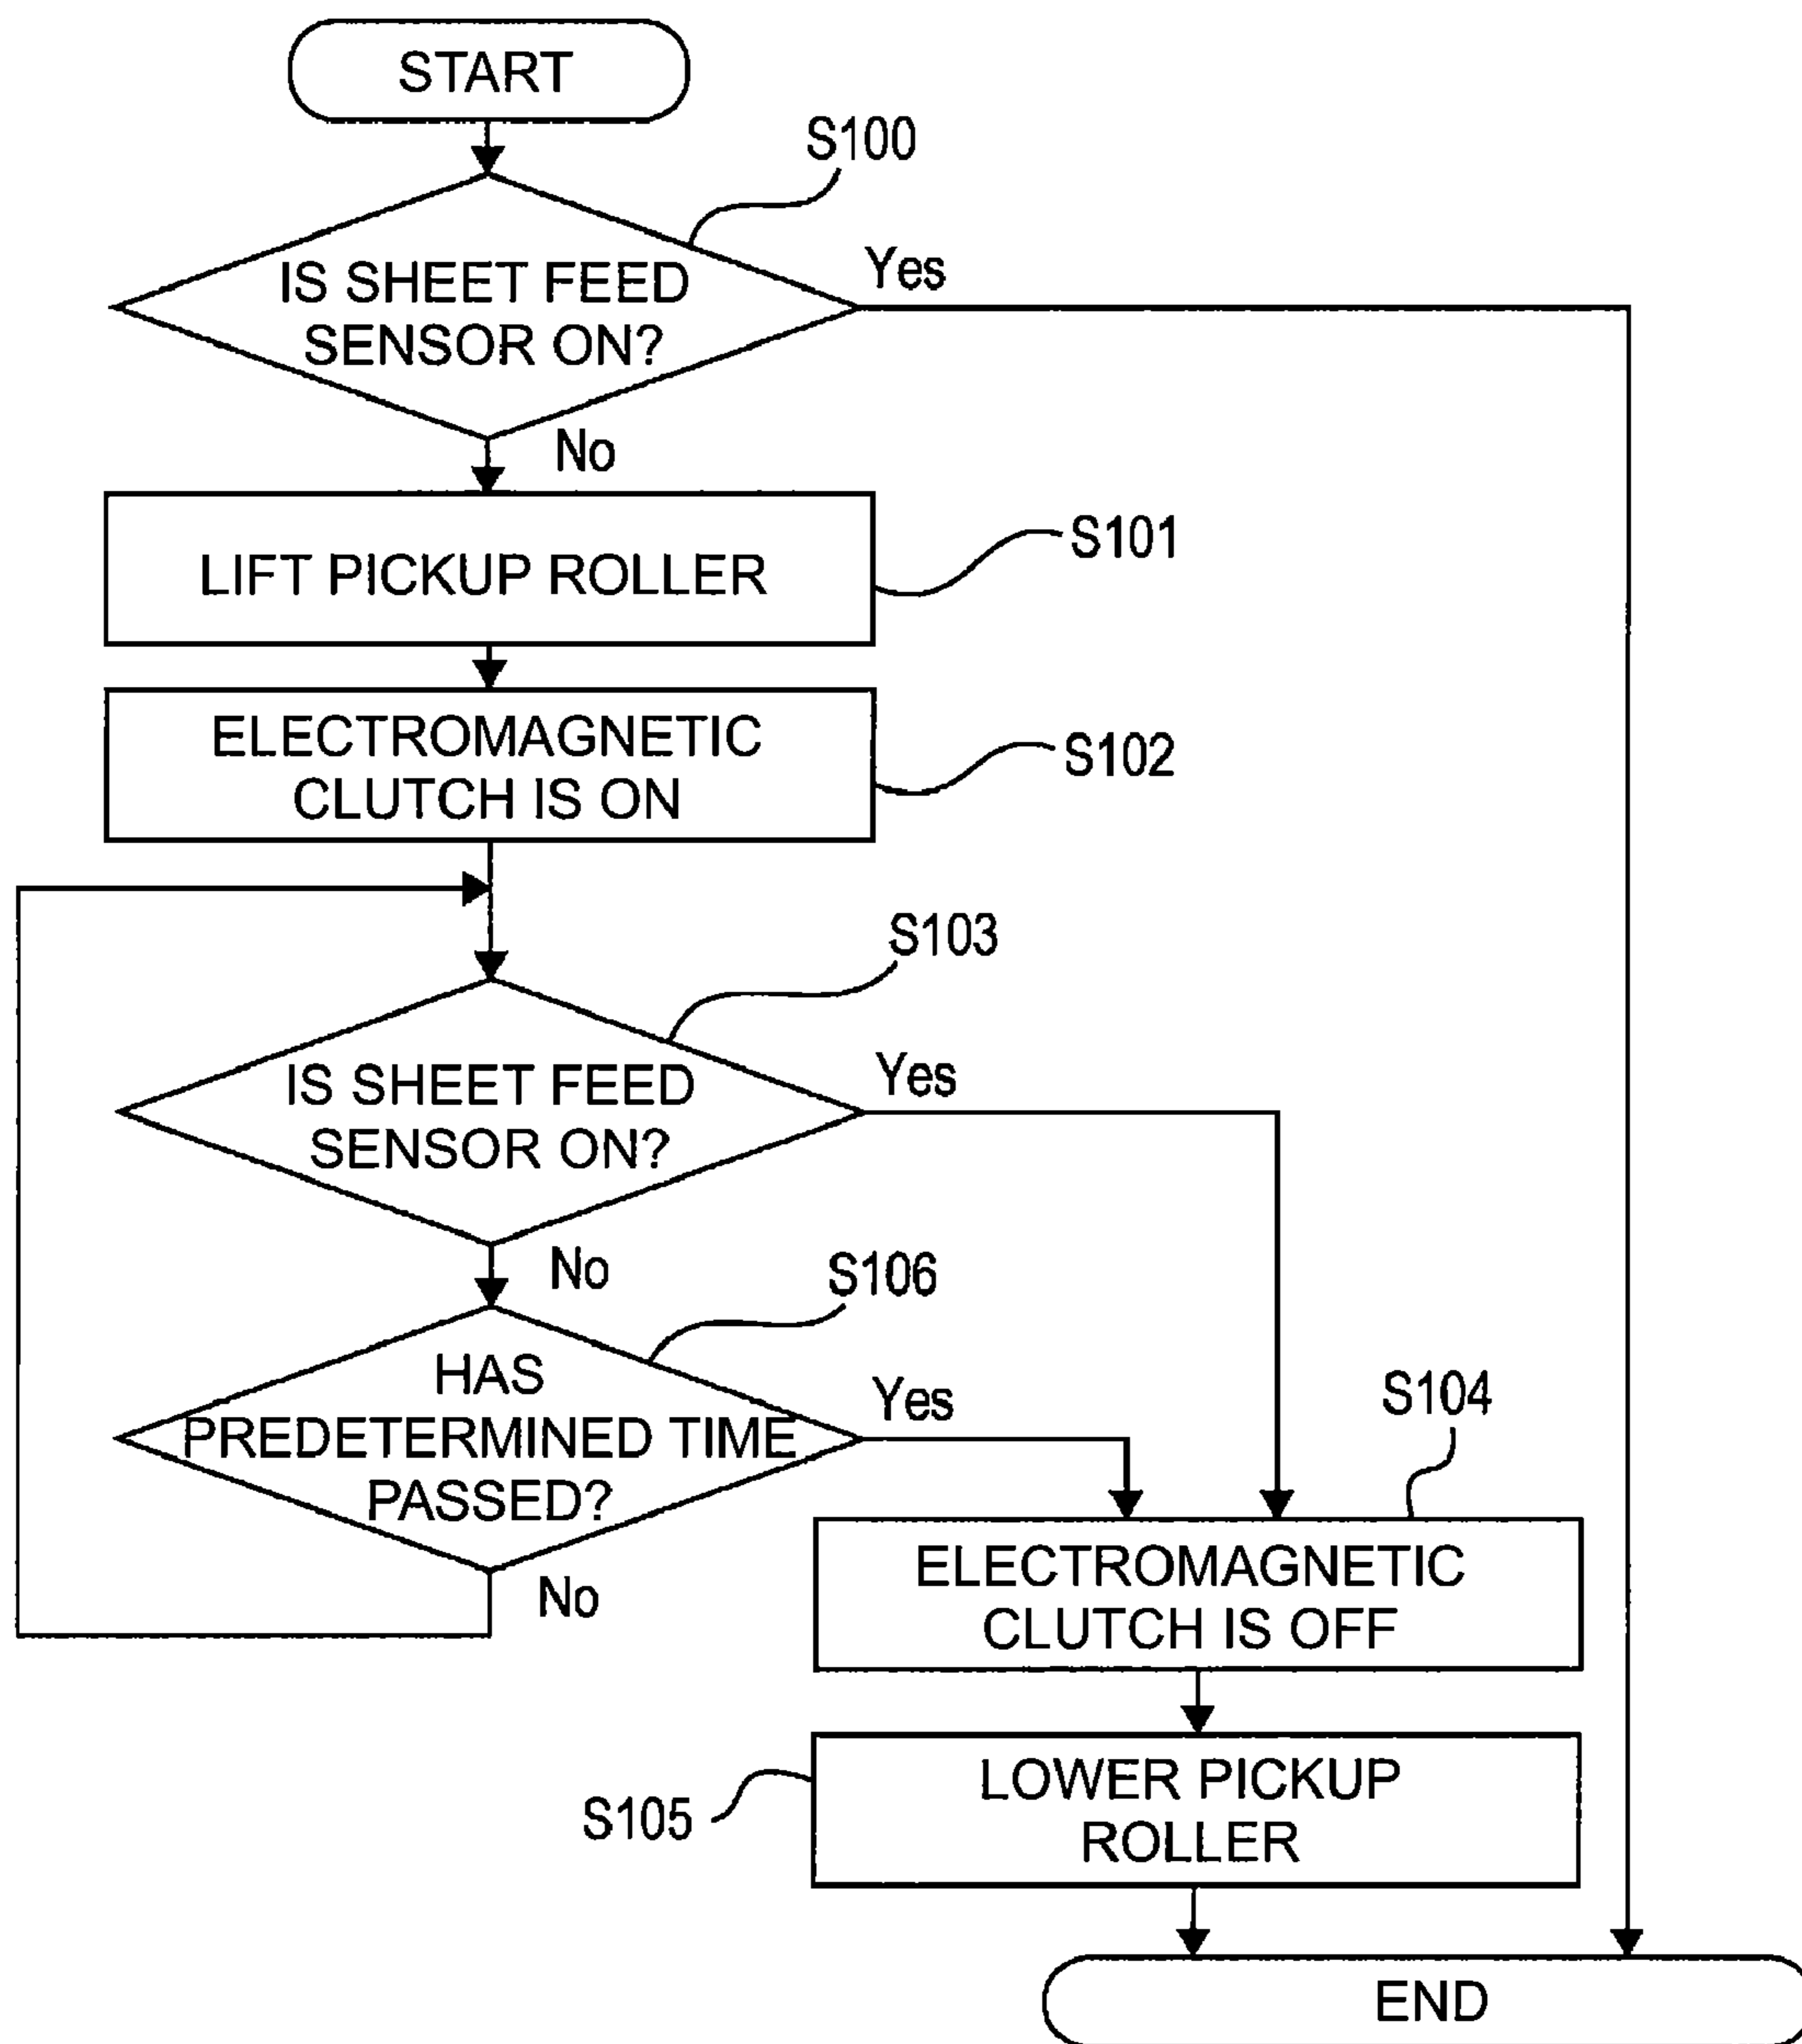 START
S100
IS SHEET FEED
SENSOR ON?
Yes
No
LIFT PICKUP ROLLER
S101
ELECTROMAGNETIC
CLUTCH IS ON
S102
S103
IS SHEET FEED
SENSOR ON?
Yes
No
S106
HAS
PREDETERMINED TIME
PASSED?
Yes
No
S104
ELECTROMAGNETIC
CLUTCH IS OFF
LOWER PICKUP
ROLLER
S105
END